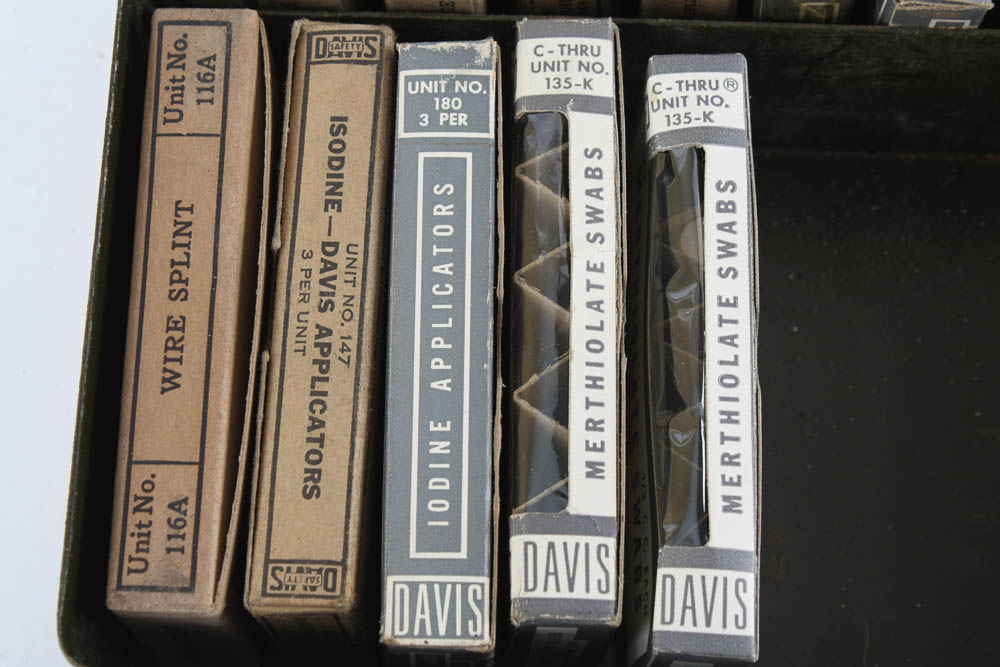 Unit No.
116A
WIRE SPLINT
Unit No.
116A
DAVIS
SAFETY
ISODINE—DAVIS APPLICATORS
UNIT NO. 147
3 PER UNIT
DAVIS
SAFETY
UNIT NO.
180
3 PER
IODINE APPLICATORS
DAVIS
C-THRU
UNIT NO.
135-K
MERTHIOLATE SWABS
DAVIS
C-THRU®
UNIT NO.
135-K
MERTHIOLATE SWABS
DAVIS